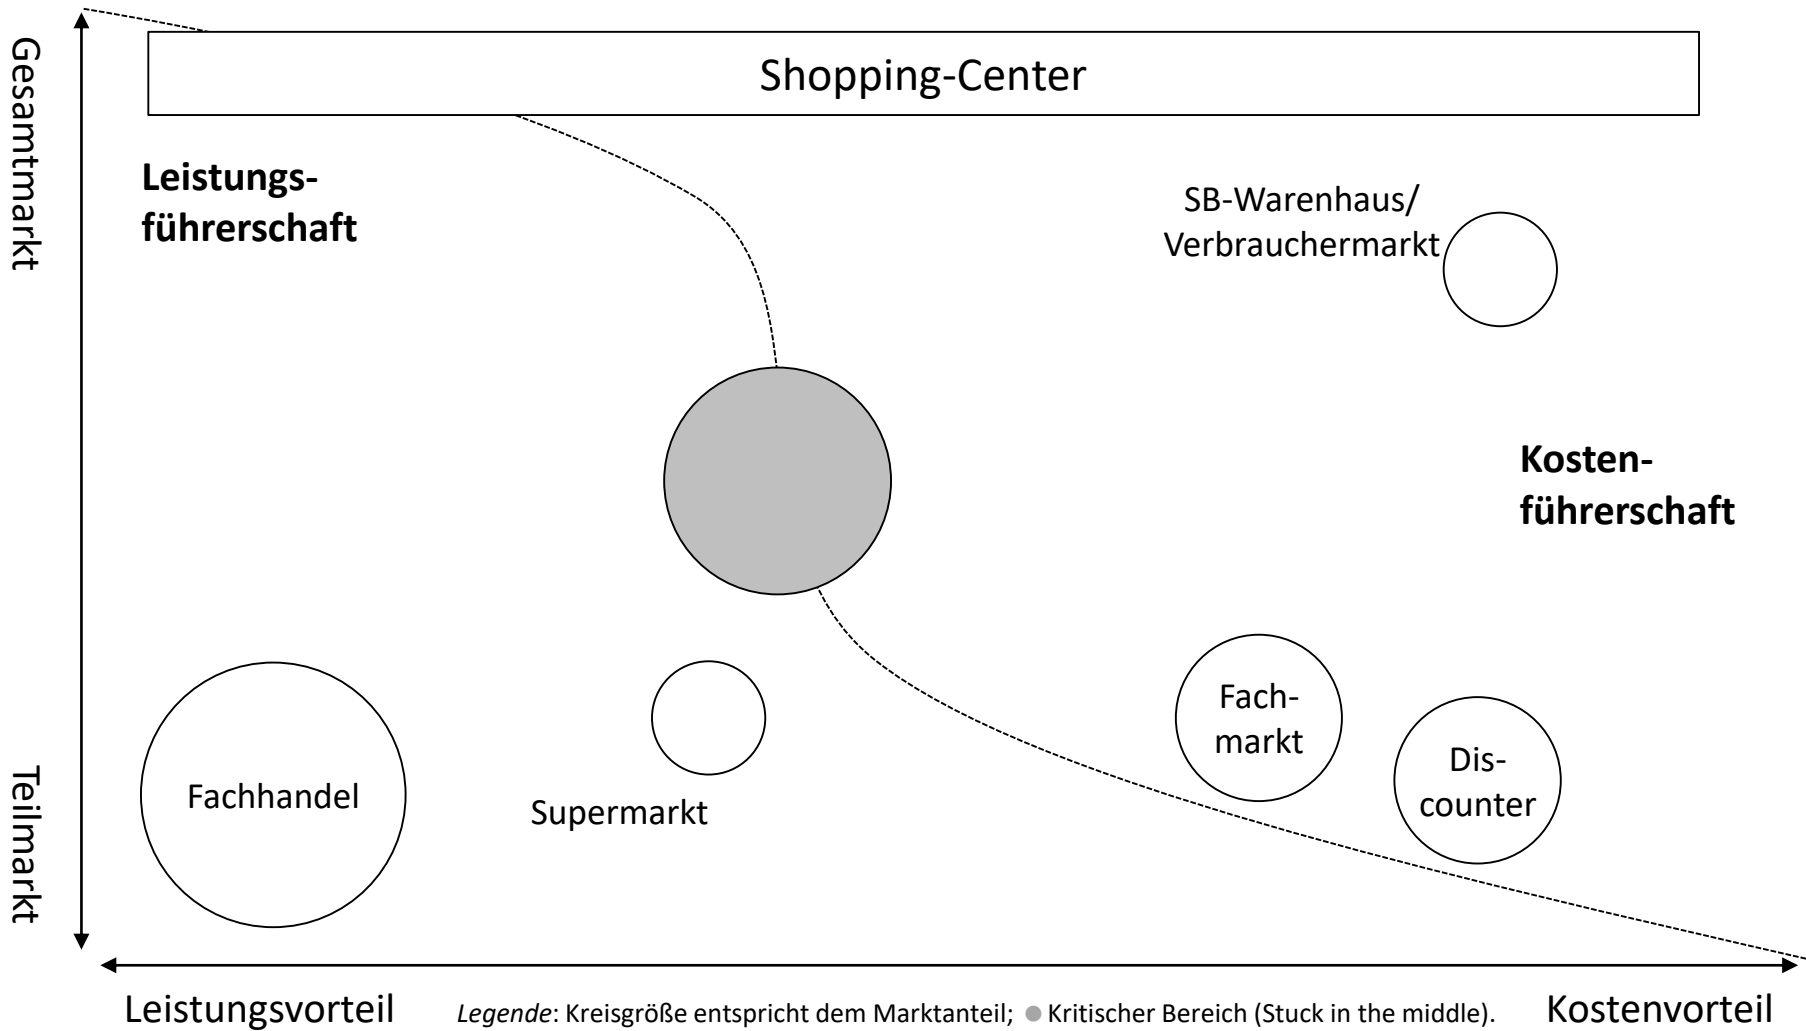 Gesamtmarkt
Shopping-Center
Leistungs-
führerschaft
SB-Warenhaus/
Verbrauchermarkt
Kosten-
führerschaft
Fach-
markt
Dis-
counter
Fachhandel
Supermarkt
Teilmarkt
Leistungsvorteil
Legende: Kreisgröße entspricht dem Marktanteil; Kritischer Bereich (Stuck in the middle).
Kostenvorteil